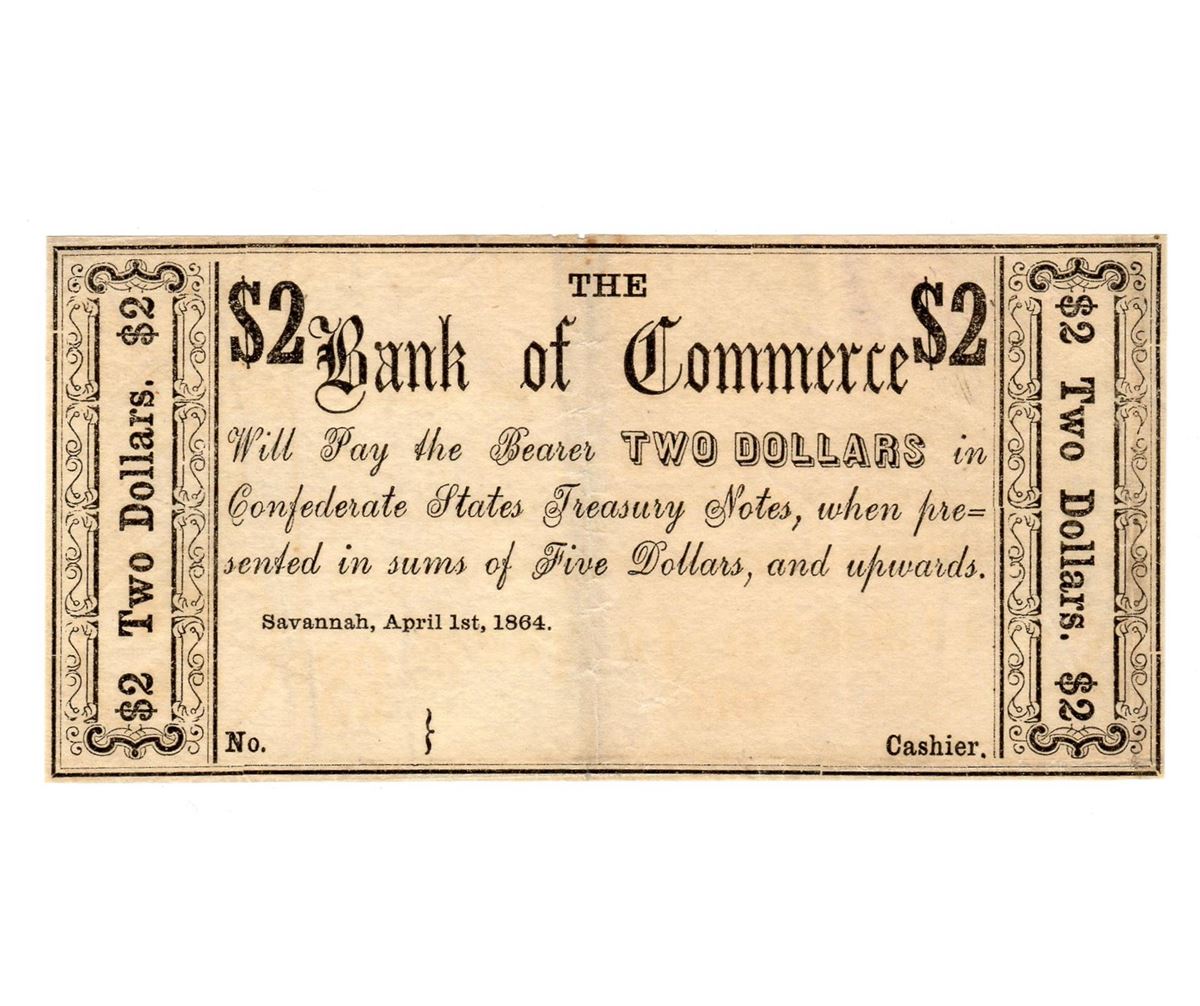 THE
$2 Bank of Commerce $2
Will Pay the Bearer TWO DOLLARS in
Confederate States Treasury Notes, when pre=
sented in sums of Five Dollars, and upwards.
Savannah, April 1st, 1864.
No. }
Cashier.
$2 Two Dollars. $2
$2 Two Dollars. $2